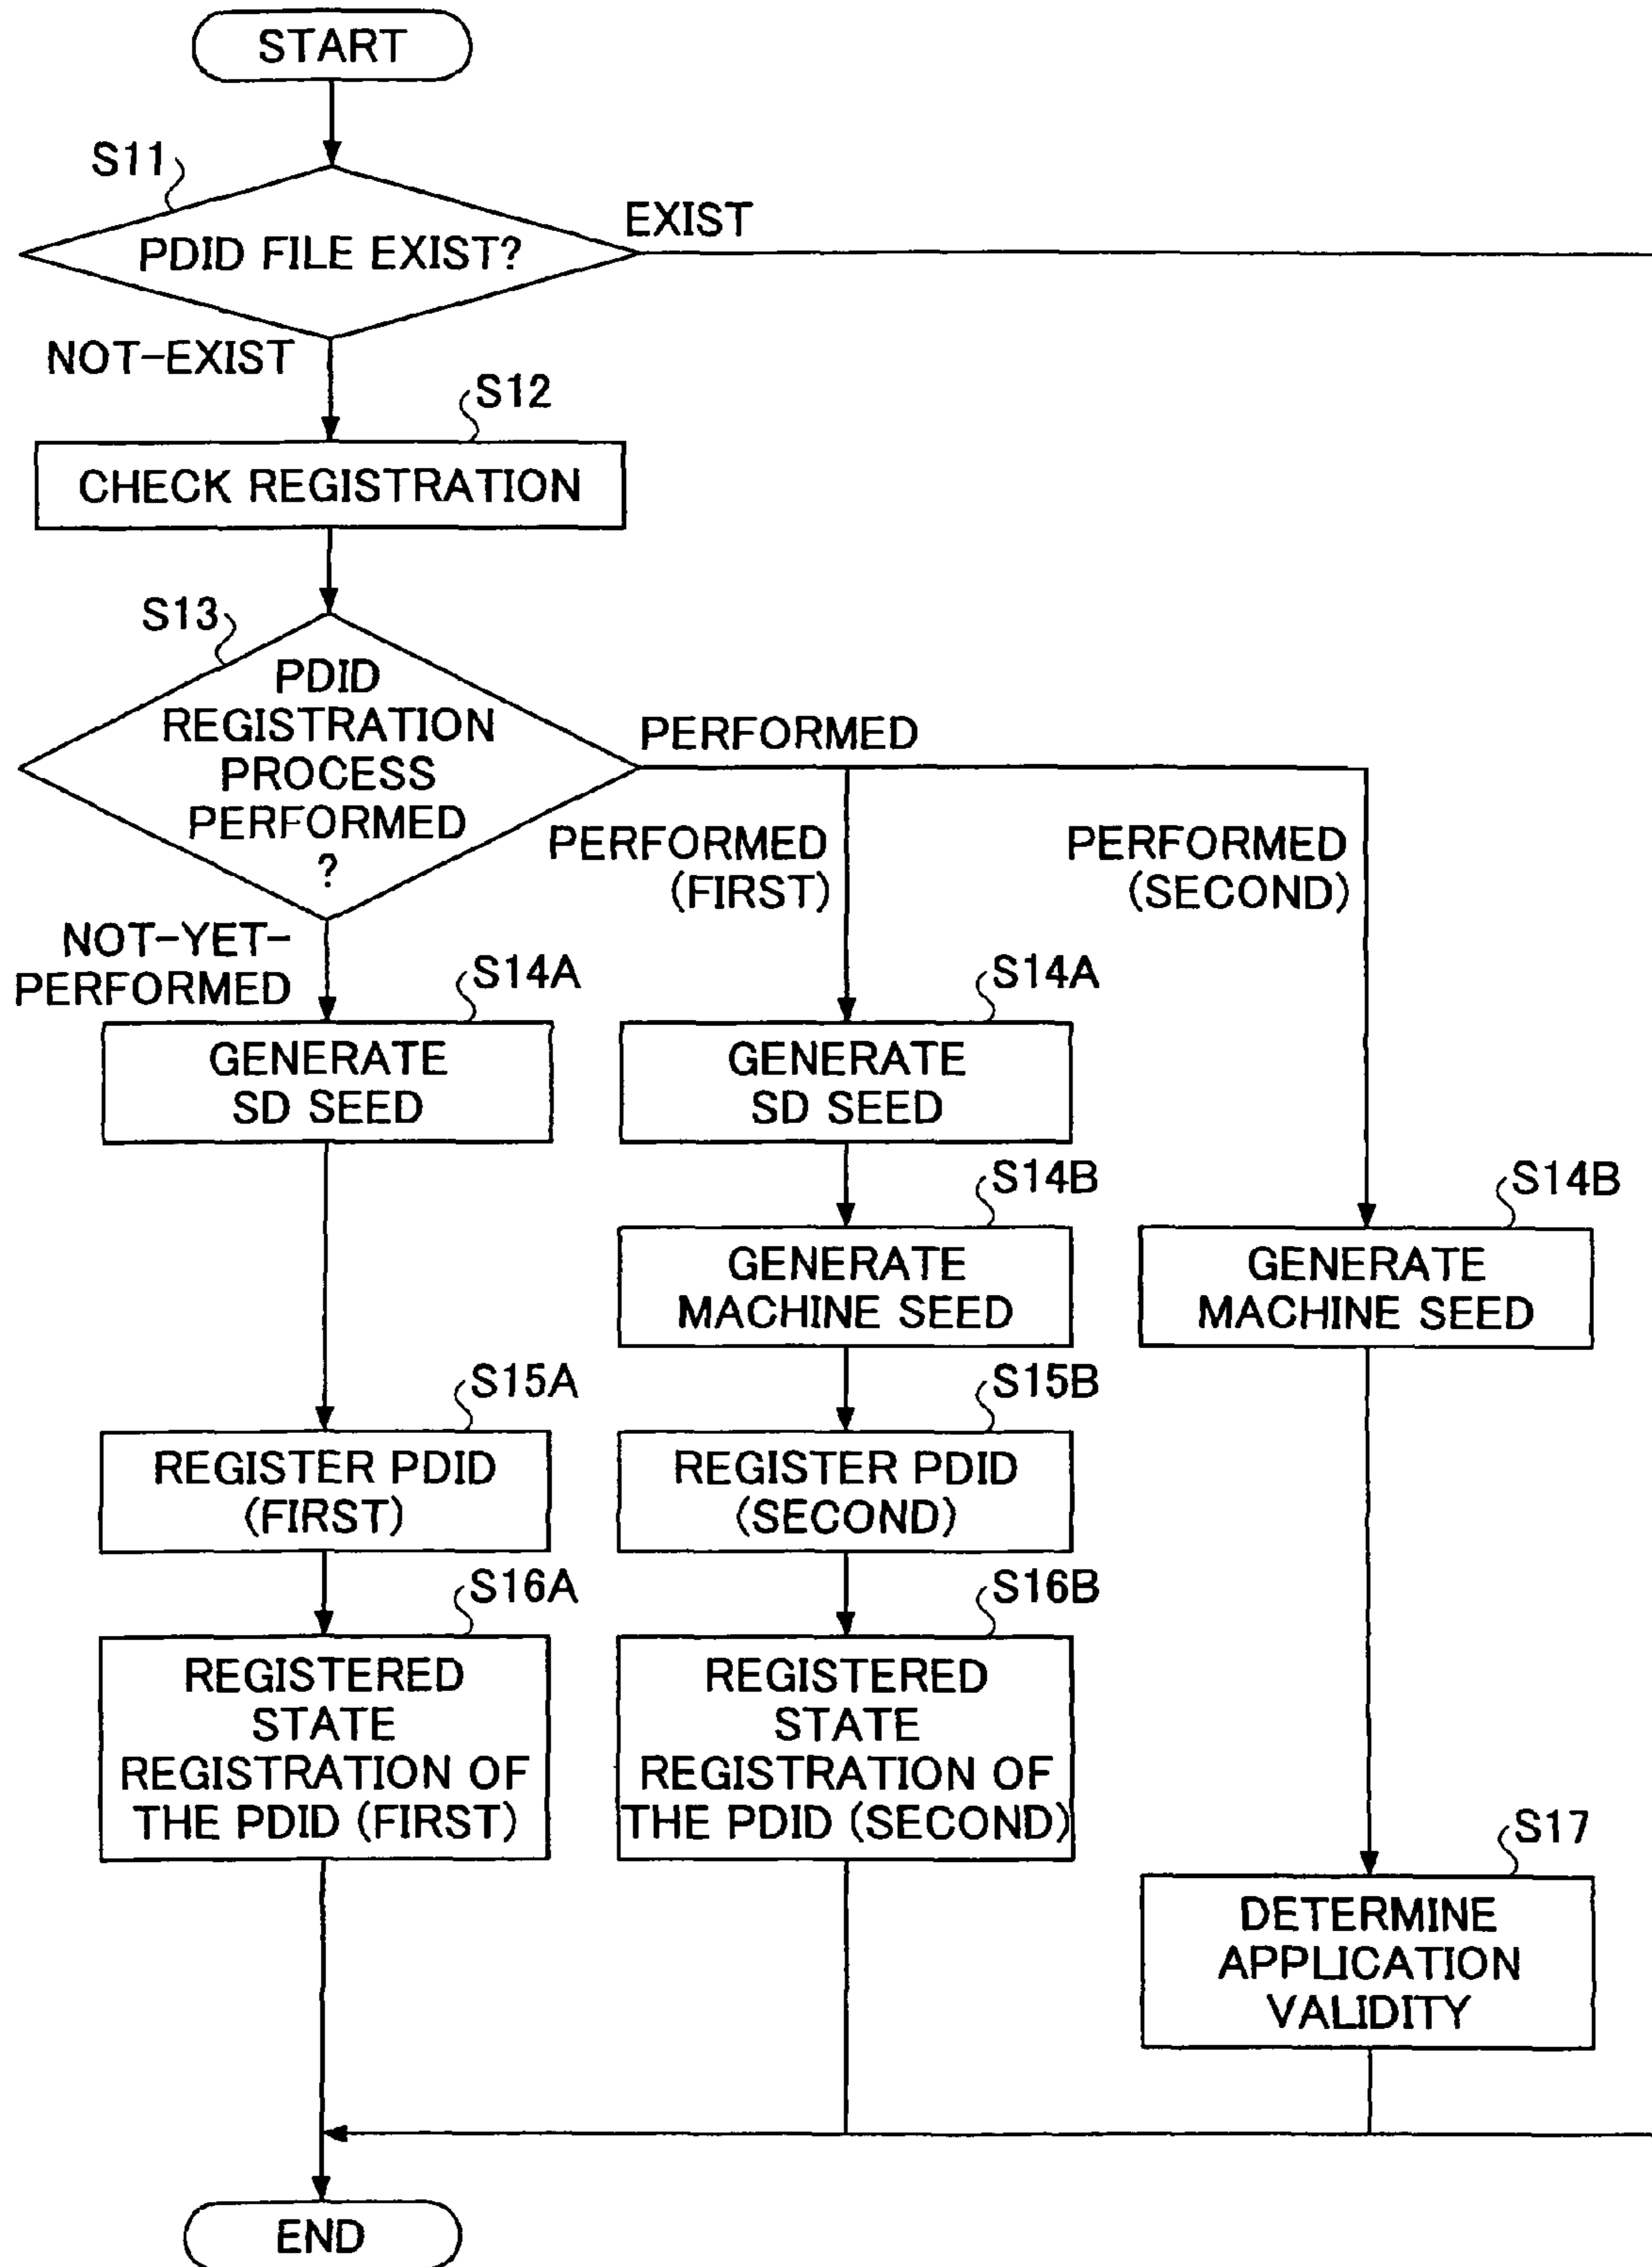 START
S11
PDID FILE EXIST?
EXIST
NOT-EXIST
S12
CHECK REGISTRATION
S13
PDID
REGISTRATION
PROCESS
PERFORMED
?
PERFORMED
PERFORMED
(FIRST)
PERFORMED
(SECOND)
NOT-YET-
PERFORMED
S14A
GENERATE
SD SEED
S14A
GENERATE
SD SEED
S14B
GENERATE
MACHINE SEED
S14B
GENERATE
MACHINE SEED
S15A
REGISTER PDID
(FIRST)
S15B
REGISTER PDID
(SECOND)
S16A
REGISTERED
STATE
REGISTRATION OF
THE PDID (FIRST)
S16B
REGISTERED
STATE
REGISTRATION OF
THE PDID (SECOND)
S17
DETERMINE
APPLICATION
VALIDITY
END